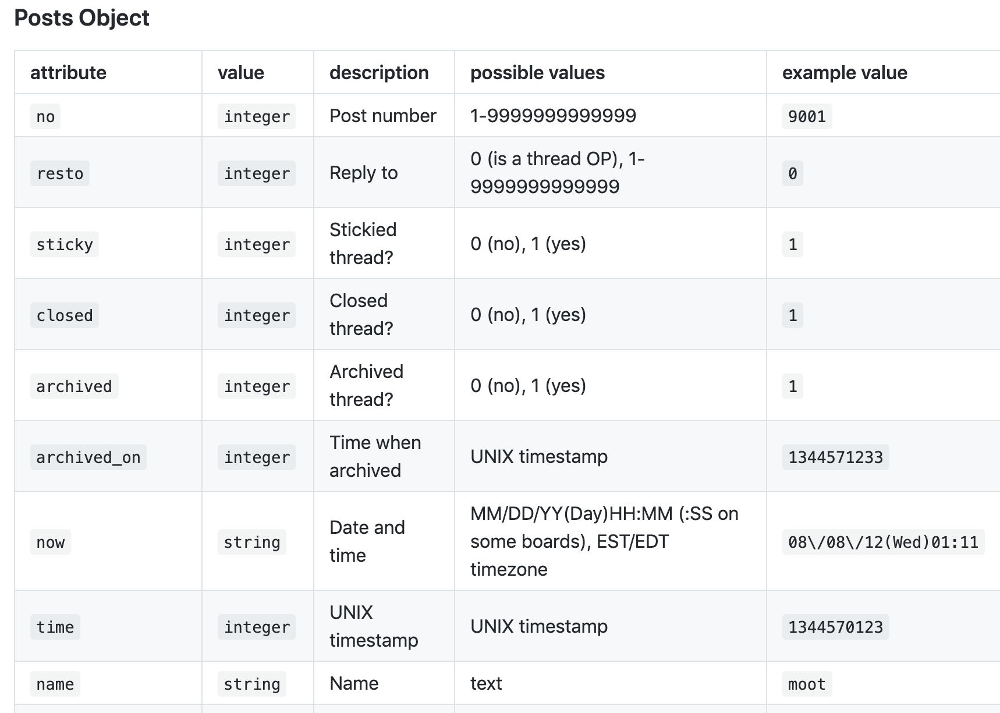 Posts Object
attribute value description possible values example value
no integer Post number 1-9999999999999 9001
resto integer Reply to 0 (is a thread OP), 1-
9999999999999 0
sticky integer Stickied
thread? 0 (no), 1 (yes) 1
closed integer Closed
thread? 0 (no), 1 (yes) 1
archived integer Archived
thread? 0 (no), 1 (yes) 1
archived_on integer Time when
archived UNIX timestamp 1344571233
now string Date and
time MM/DD/YY(Day)HH:MM (:SS on
some boards), EST/EDT
timezone 08\/08\/12(Wed)01:11
time integer UNIX
timestamp UNIX timestamp 1344570123
name string Name text moot